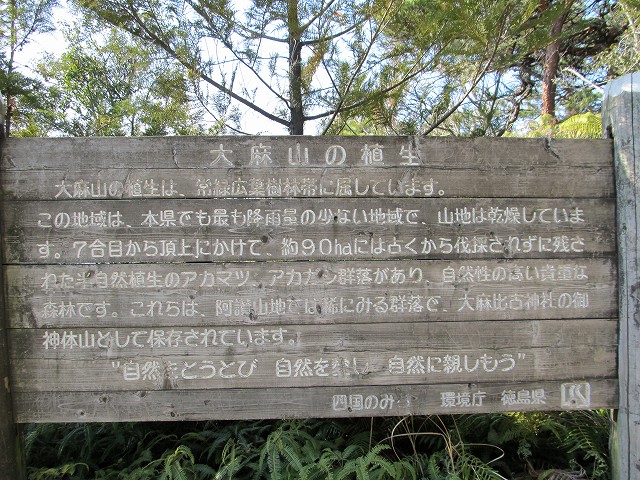 大麻山の植生
大麻山の植生は、常緑広葉樹林帯に属しています。
この地域は、本県でも最も降雨量の少ない地域で、山地は乾燥していま
す。7合目から頂上にかけて、約90haには古くから伐採されずに残さ
れた半自然植生のアカマツ、アカガシ群落があり、自然性の高い貴重な
森林です。これらは、阿讃山地では稀にみる群落で、大麻比古神社の御
神体山として保存されています。
"自然をとうとび 自然を愛し 自然に親しもう"
四国のみち 環境庁 徳島県